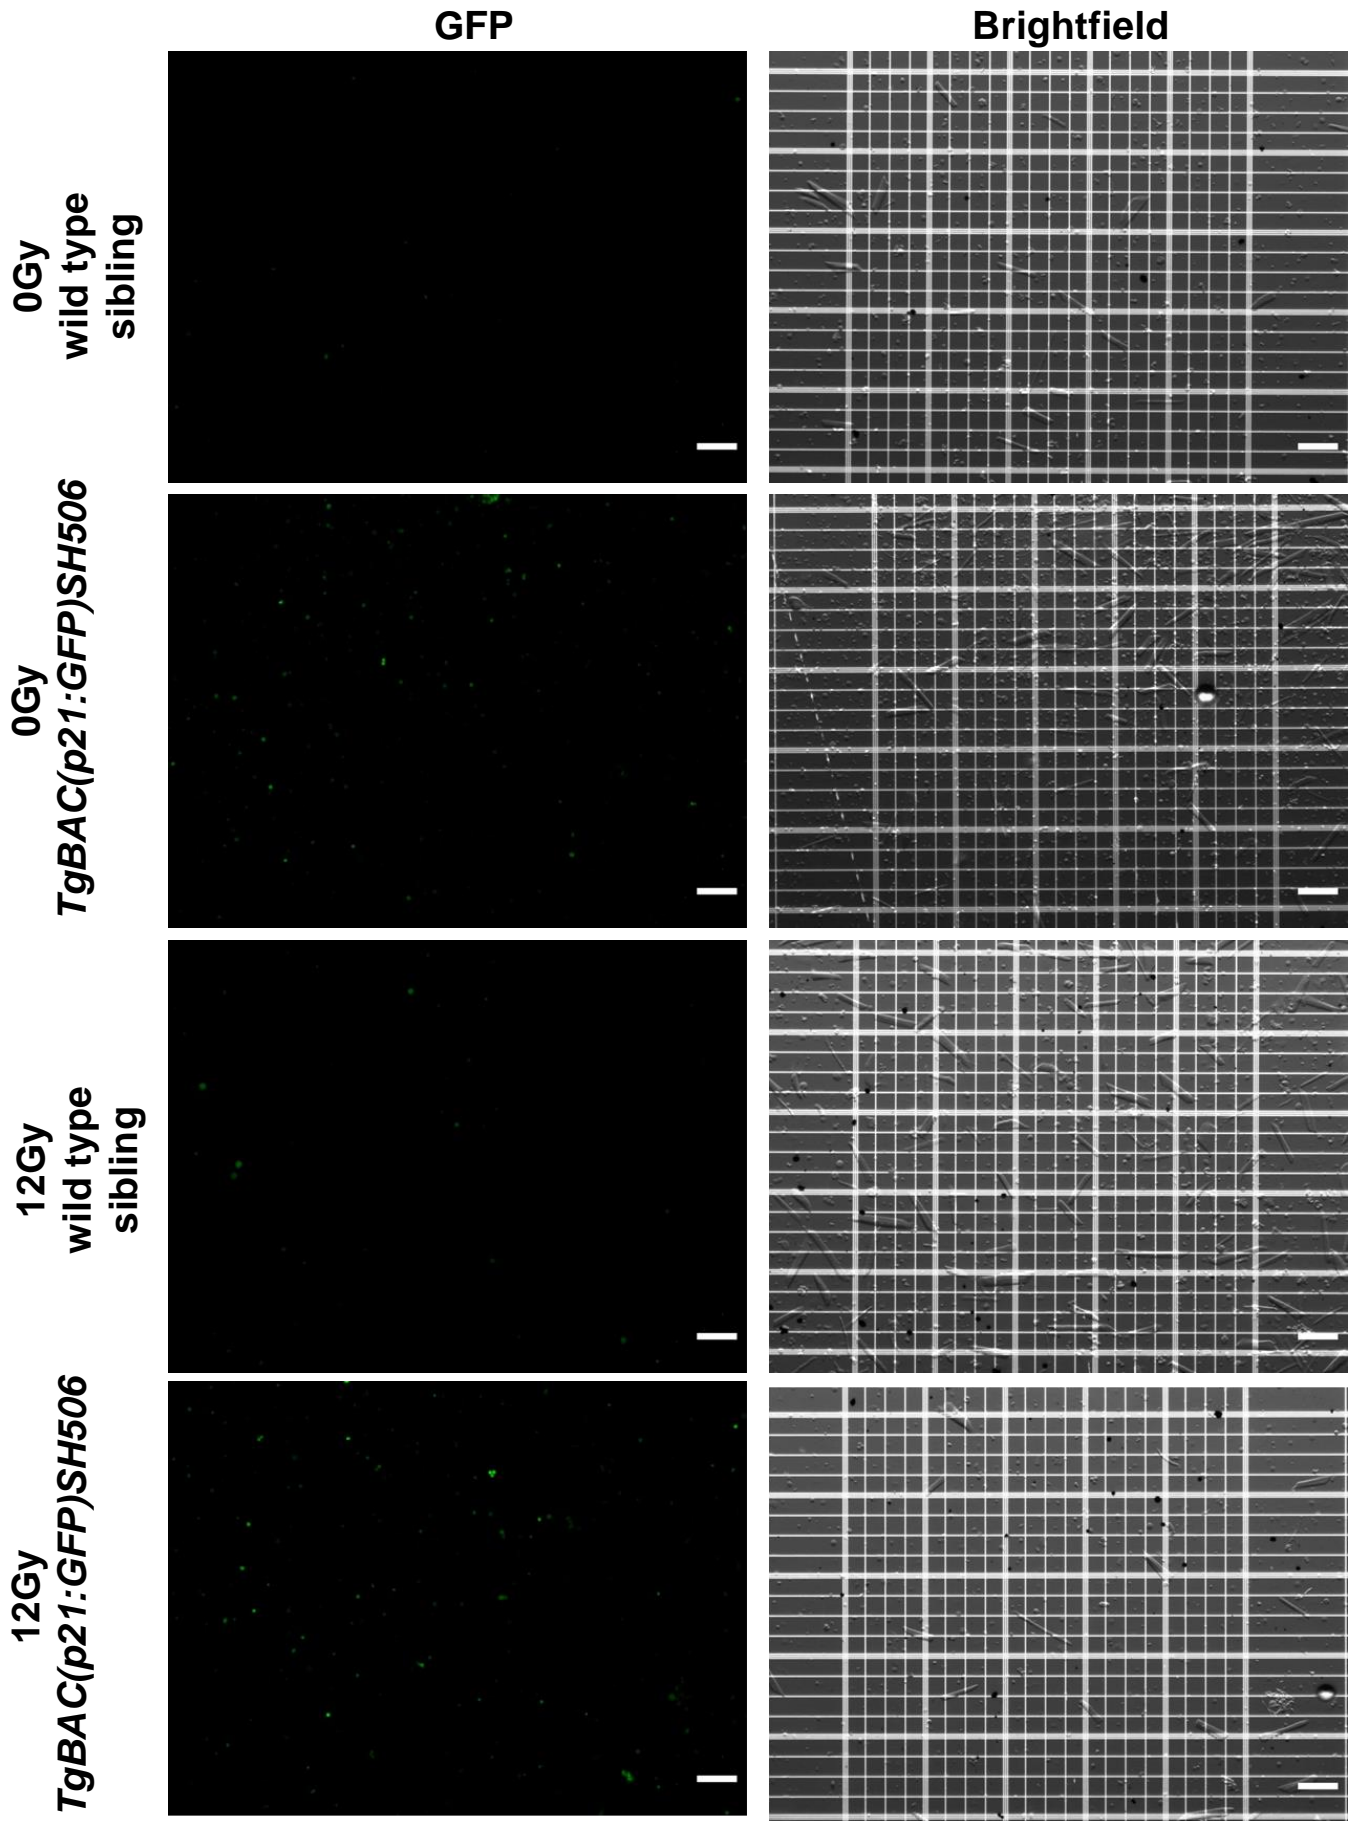 GFP
Brightfield
0Gy
wild type
sibling
0Gy
TgBAC(p21:GFP)SH506
12Gy
wild type
sibling
12Gy
TgBAC(p21:GFP)SH506